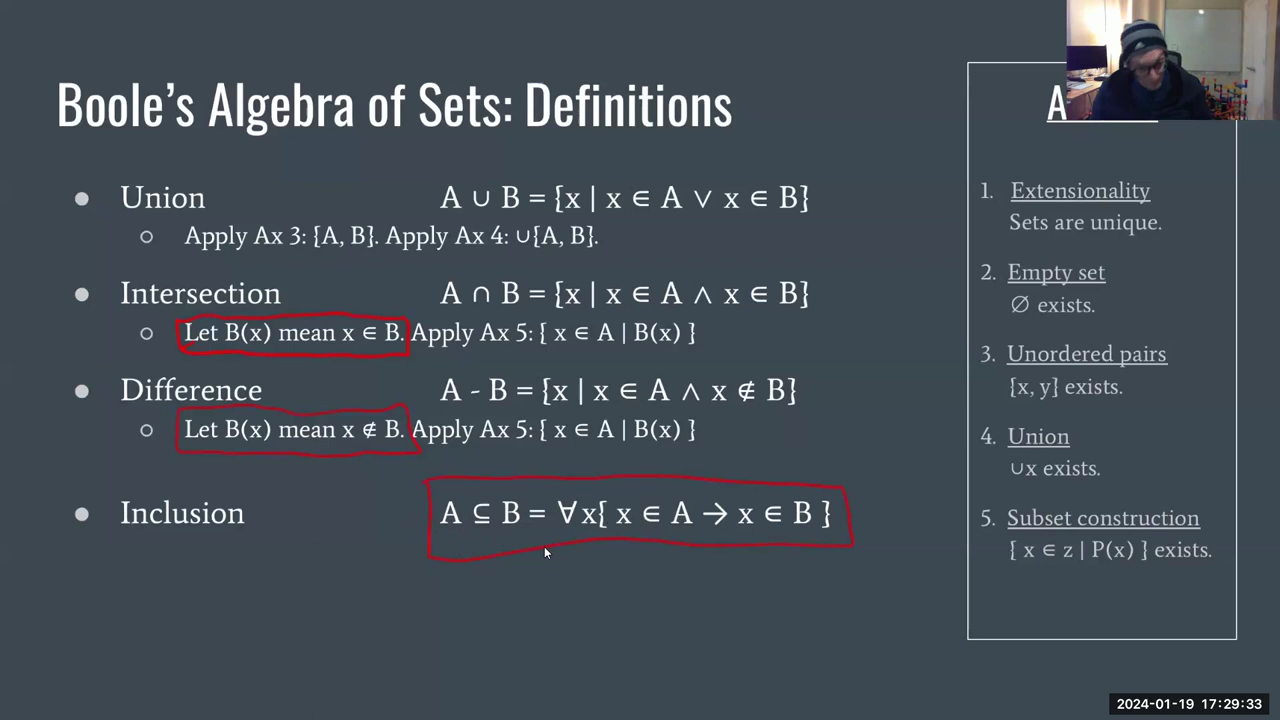 Boole's Algebra of Sets: Definitions
● Union A ∪ B = {x | x ∈ A ∨ x ∈ B}
○ Apply Ax 3: {A, B}. Apply Ax 4: ∪{A, B}.
● Intersection A ∩ B = {x | x ∈ A ∧ x ∈ B}
○ Let B(x) mean x ∈ B. Apply Ax 5: { x ∈ A | B(x) }
● Difference A - B = {x | x ∈ A ∧ x ∉ B}
○ Let B(x) mean x ∉ B. Apply Ax 5: { x ∈ A | B(x) }
● Inclusion A ⊆ B = ∀x{ x ∈ A → x ∈ B }
1. Extensionality
Sets are unique.
2. Empty set
∅ exists.
3. Unordered pairs
{x, y} exists.
4. Union
∪x exists.
5. Subset construction
{ x ∈ z | P(x) } exists.
2024-01-19 17:29:33